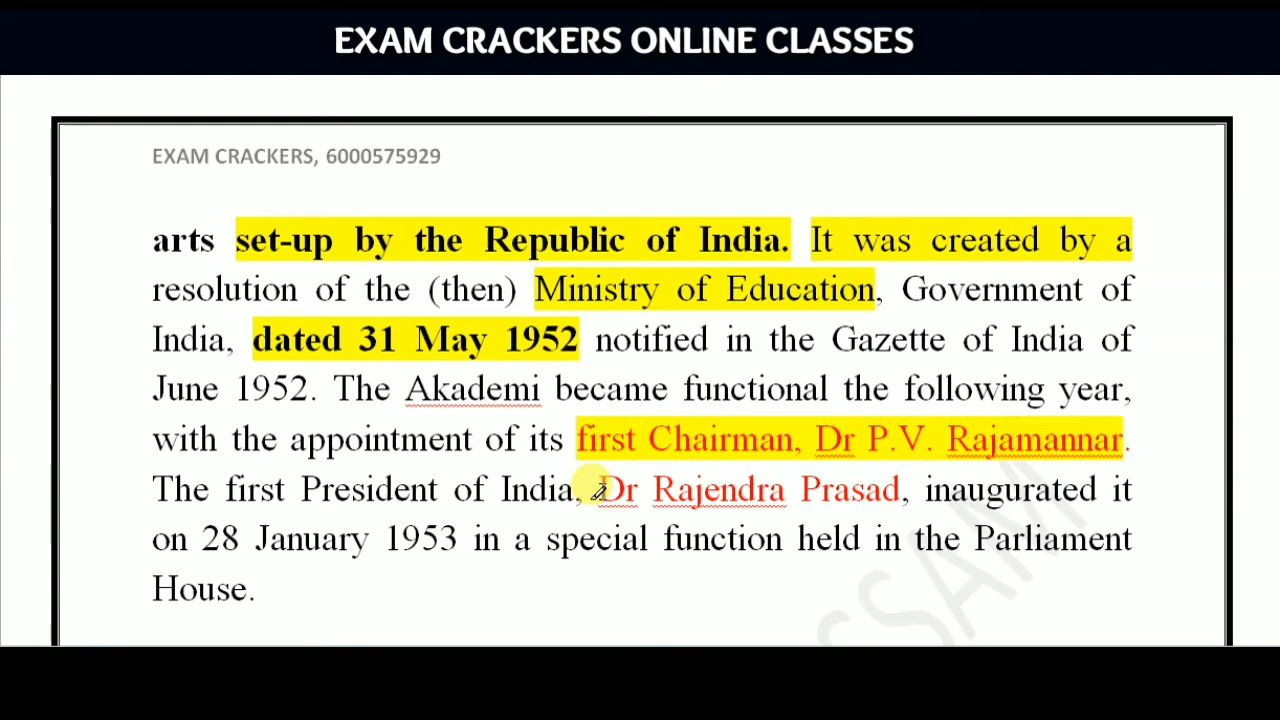 EXAM CRACKERS ONLINE CLASSES
EXAM CRACKERS, 6000575929
arts set-up by the Republic of India. It was created by a
resolution of the (then) Ministry of Education, Government of
India, dated 31 May 1952 notified in the Gazette of India of
June 1952. The Akademi became functional the following year,
with the appointment of its first Chairman, Dr P.V. Rajamannar.
The first President of India, Dr Rajendra Prasad, inaugurated it
on 28 January 1953 in a special function held in the Parliament
House.